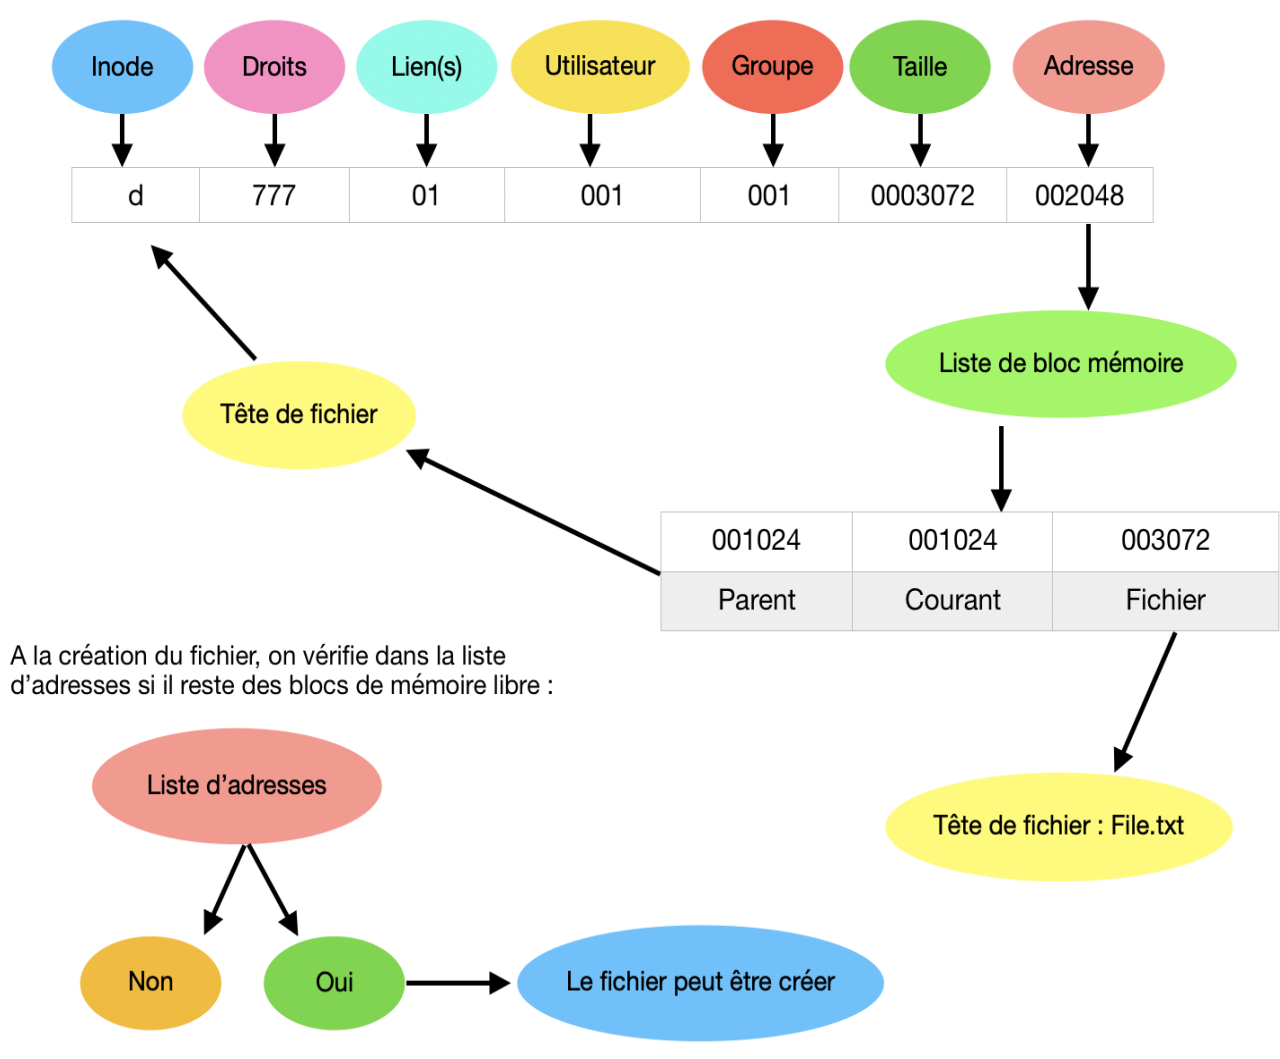 Inode
Droits
Lien(s)
Utilisateur
Groupe
Taille
Adresse
d
777
01
001
001
0003072
002048
Liste de bloc mémoire
Tête de fichier
001024
001024
003072
Parent
Courant
Fichier
A la création du fichier, on vérifie dans la liste
d'adresses si il reste des blocs de mémoire libre :
Liste d'adresses
Tête de fichier : File.txt
Non
Oui
Le fichier peut être créer